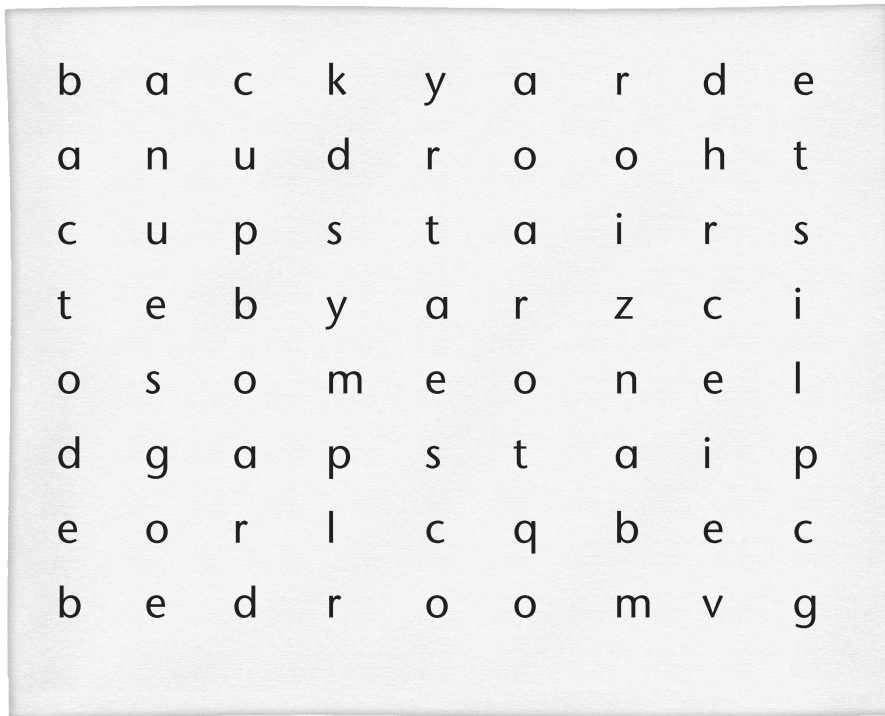 b a c k y a r d e
a n u d r o o h t
c u p s t a i r s
t e b y a r z c i
o s o m e o n e l
d g a p s t a i p
e o r l c q b e c
b e d r o o m v g